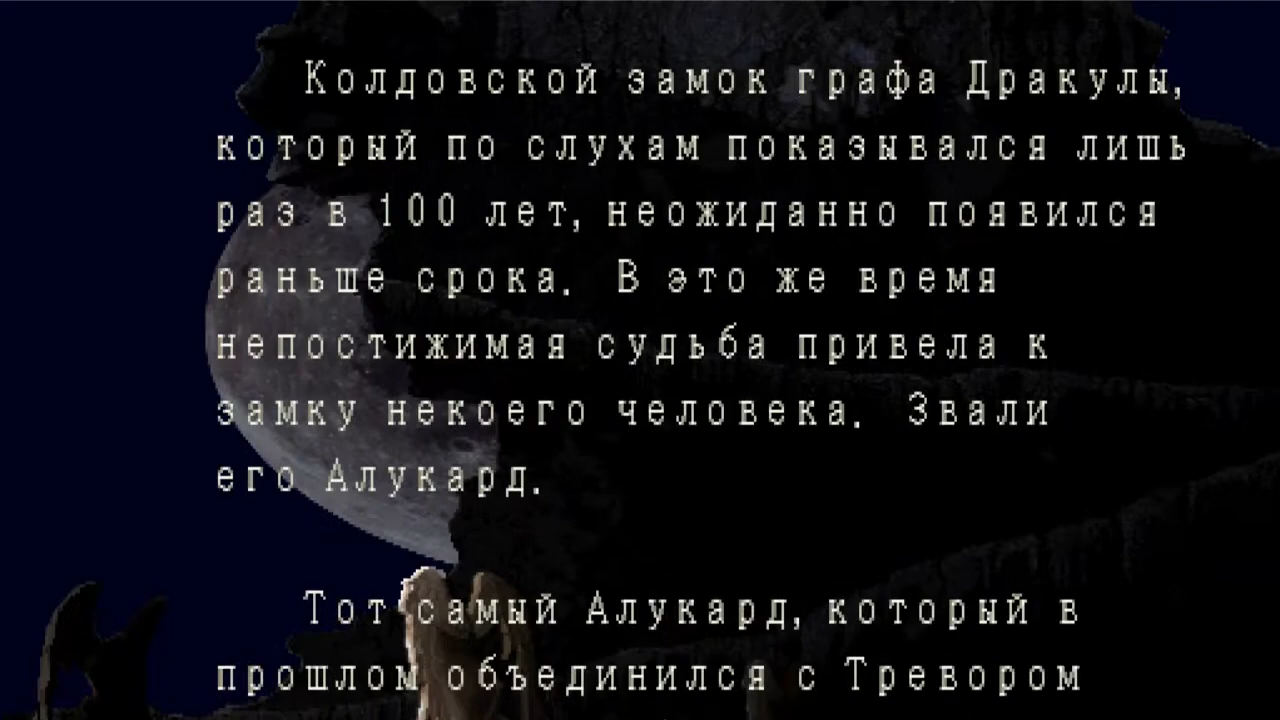 Колдовской замок графа Дракулы,
который по слухам показывался лишь
раз в 100 лет, неожиданно появился
раньше срока. В это же время
непостижимая судьба привела к
замку некоего человека. Звали
его Алукард.
Тот самый Алукард, который в
прошлом объединился с Тревором